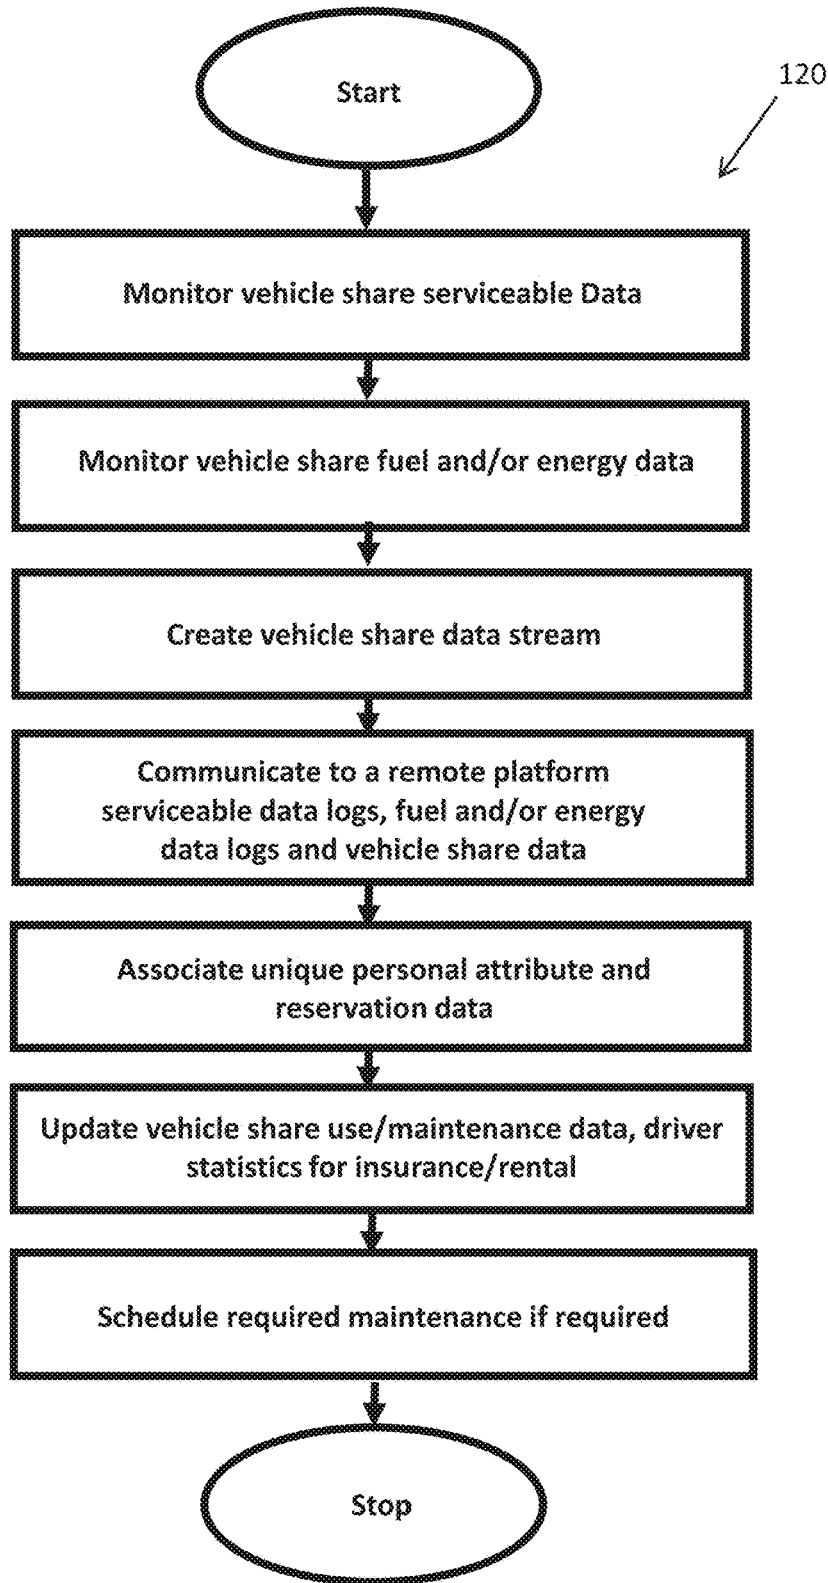 Start
120
Monitor vehicle share serviceable Data
Monitor vehicle share fuel and/or energy data
Create vehicle share data stream
Communicate to a remote platform
serviceable data logs, fuel and/or energy
data logs and vehicle share data
Associate unique personal attribute and
reservation data
Update vehicle share use/maintenance data, driver
statistics for insurance/rental
Schedule required maintenance if required
Stop